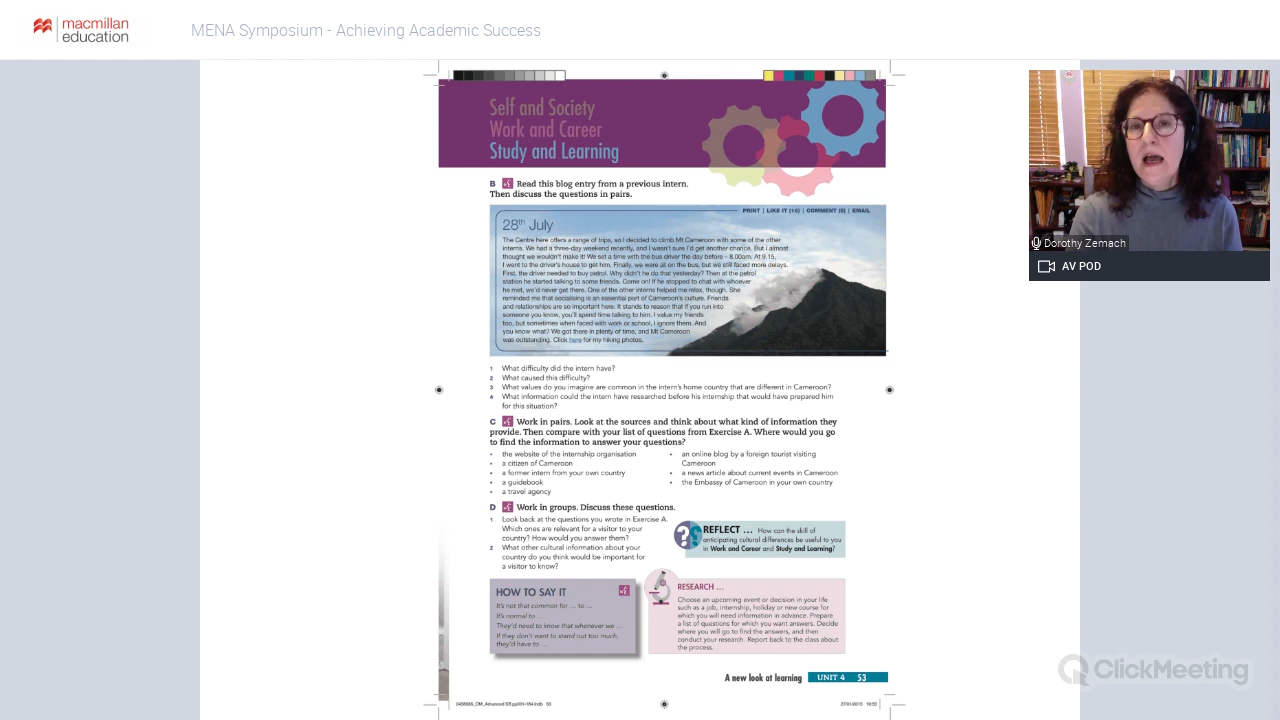 macmillan
education
MENA Symposium - Achieving Academic Success
Self and Society
Work and Career
Study and Learning
B Read this blog entry from a previous intern.
Then discuss the questions in pairs.
PRINT | LIKE IT (15) | COMMENT (5) | EMAIL
28th July
The Centre here offers a range of trips, so I decided to climb Mt Cameroon with some of the other
interns. We had a three-day weekend recently, and I wasn't sure I'd get another chance. But I almost
thought we wouldn't make it! We set a time with the bus driver the day before – 8.00am. At 9.15,
I went to the driver's house to get him. Finally, we were all on the bus, but we still faced more delays.
First, the driver needed to buy petrol. Why didn't he do that yesterday? Then at the petrol
station he started talking to some friends. Come on! If he stopped to chat with whoever
he met, we'd never get there. One of the other interns helped me relax, though. She
reminded me that socialising is an essential part of Cameroon's culture. Friends
and relationships are so important here. It stands to reason that if you run into
someone you know, you'll spend time talking to him. I value my friends
too, but sometimes when faced with work or school, I ignore them. And
you know what? We got there in plenty of time, and Mt Cameroon
was outstanding. Click here for my hiking photos.
1 What difficulty did the intern have?
2 What caused this difficulty?
3 What values do you imagine are common in the intern's home country that are different in Cameroon?
4 What information could the intern have researched before his internship that would have prepared him
for this situation?
C Work in pairs. Look at the sources and think about what kind of information they
provide. Then compare with your list of questions from Exercise A. Where would you go
to find the information to answer your questions?
• the website of the internship organisation
• a citizen of Cameroon
• a former intern from your own country
• a guidebook
• a travel agency
• an online blog by a foreign tourist visiting
Cameroon
• a news article about current events in Cameroon
• the Embassy of Cameroon in your own country
D Work in groups. Discuss these questions.
1 Look back at the questions you wrote in Exercise A.
Which ones are relevant for a visitor to your
country? How would you answer them?
2 What other cultural information about your
country do you think would be important for
a visitor to know?
REFLECT ... How can the skill of
anticipating cultural differences be useful to you
in Work and Career and Study and Learning?
HOW TO SAY IT
It's not that common for ... to ...
It's normal to ...
They'd need to know that whenever we ...
If they don't want to stand out too much,
they'd have to ...
RESEARCH ...
Choose an upcoming event or decision in your life
such as a job, internship, holiday or new course for
which you will need information in advance. Prepare
a list of questions for which you want answers. Decide
where you will go to find the answers, and then
conduct your research. Report back to the class about
the process.
A new look at learning UNIT 4 53
Dorothy Zemach
AV POD
ClickMeeting